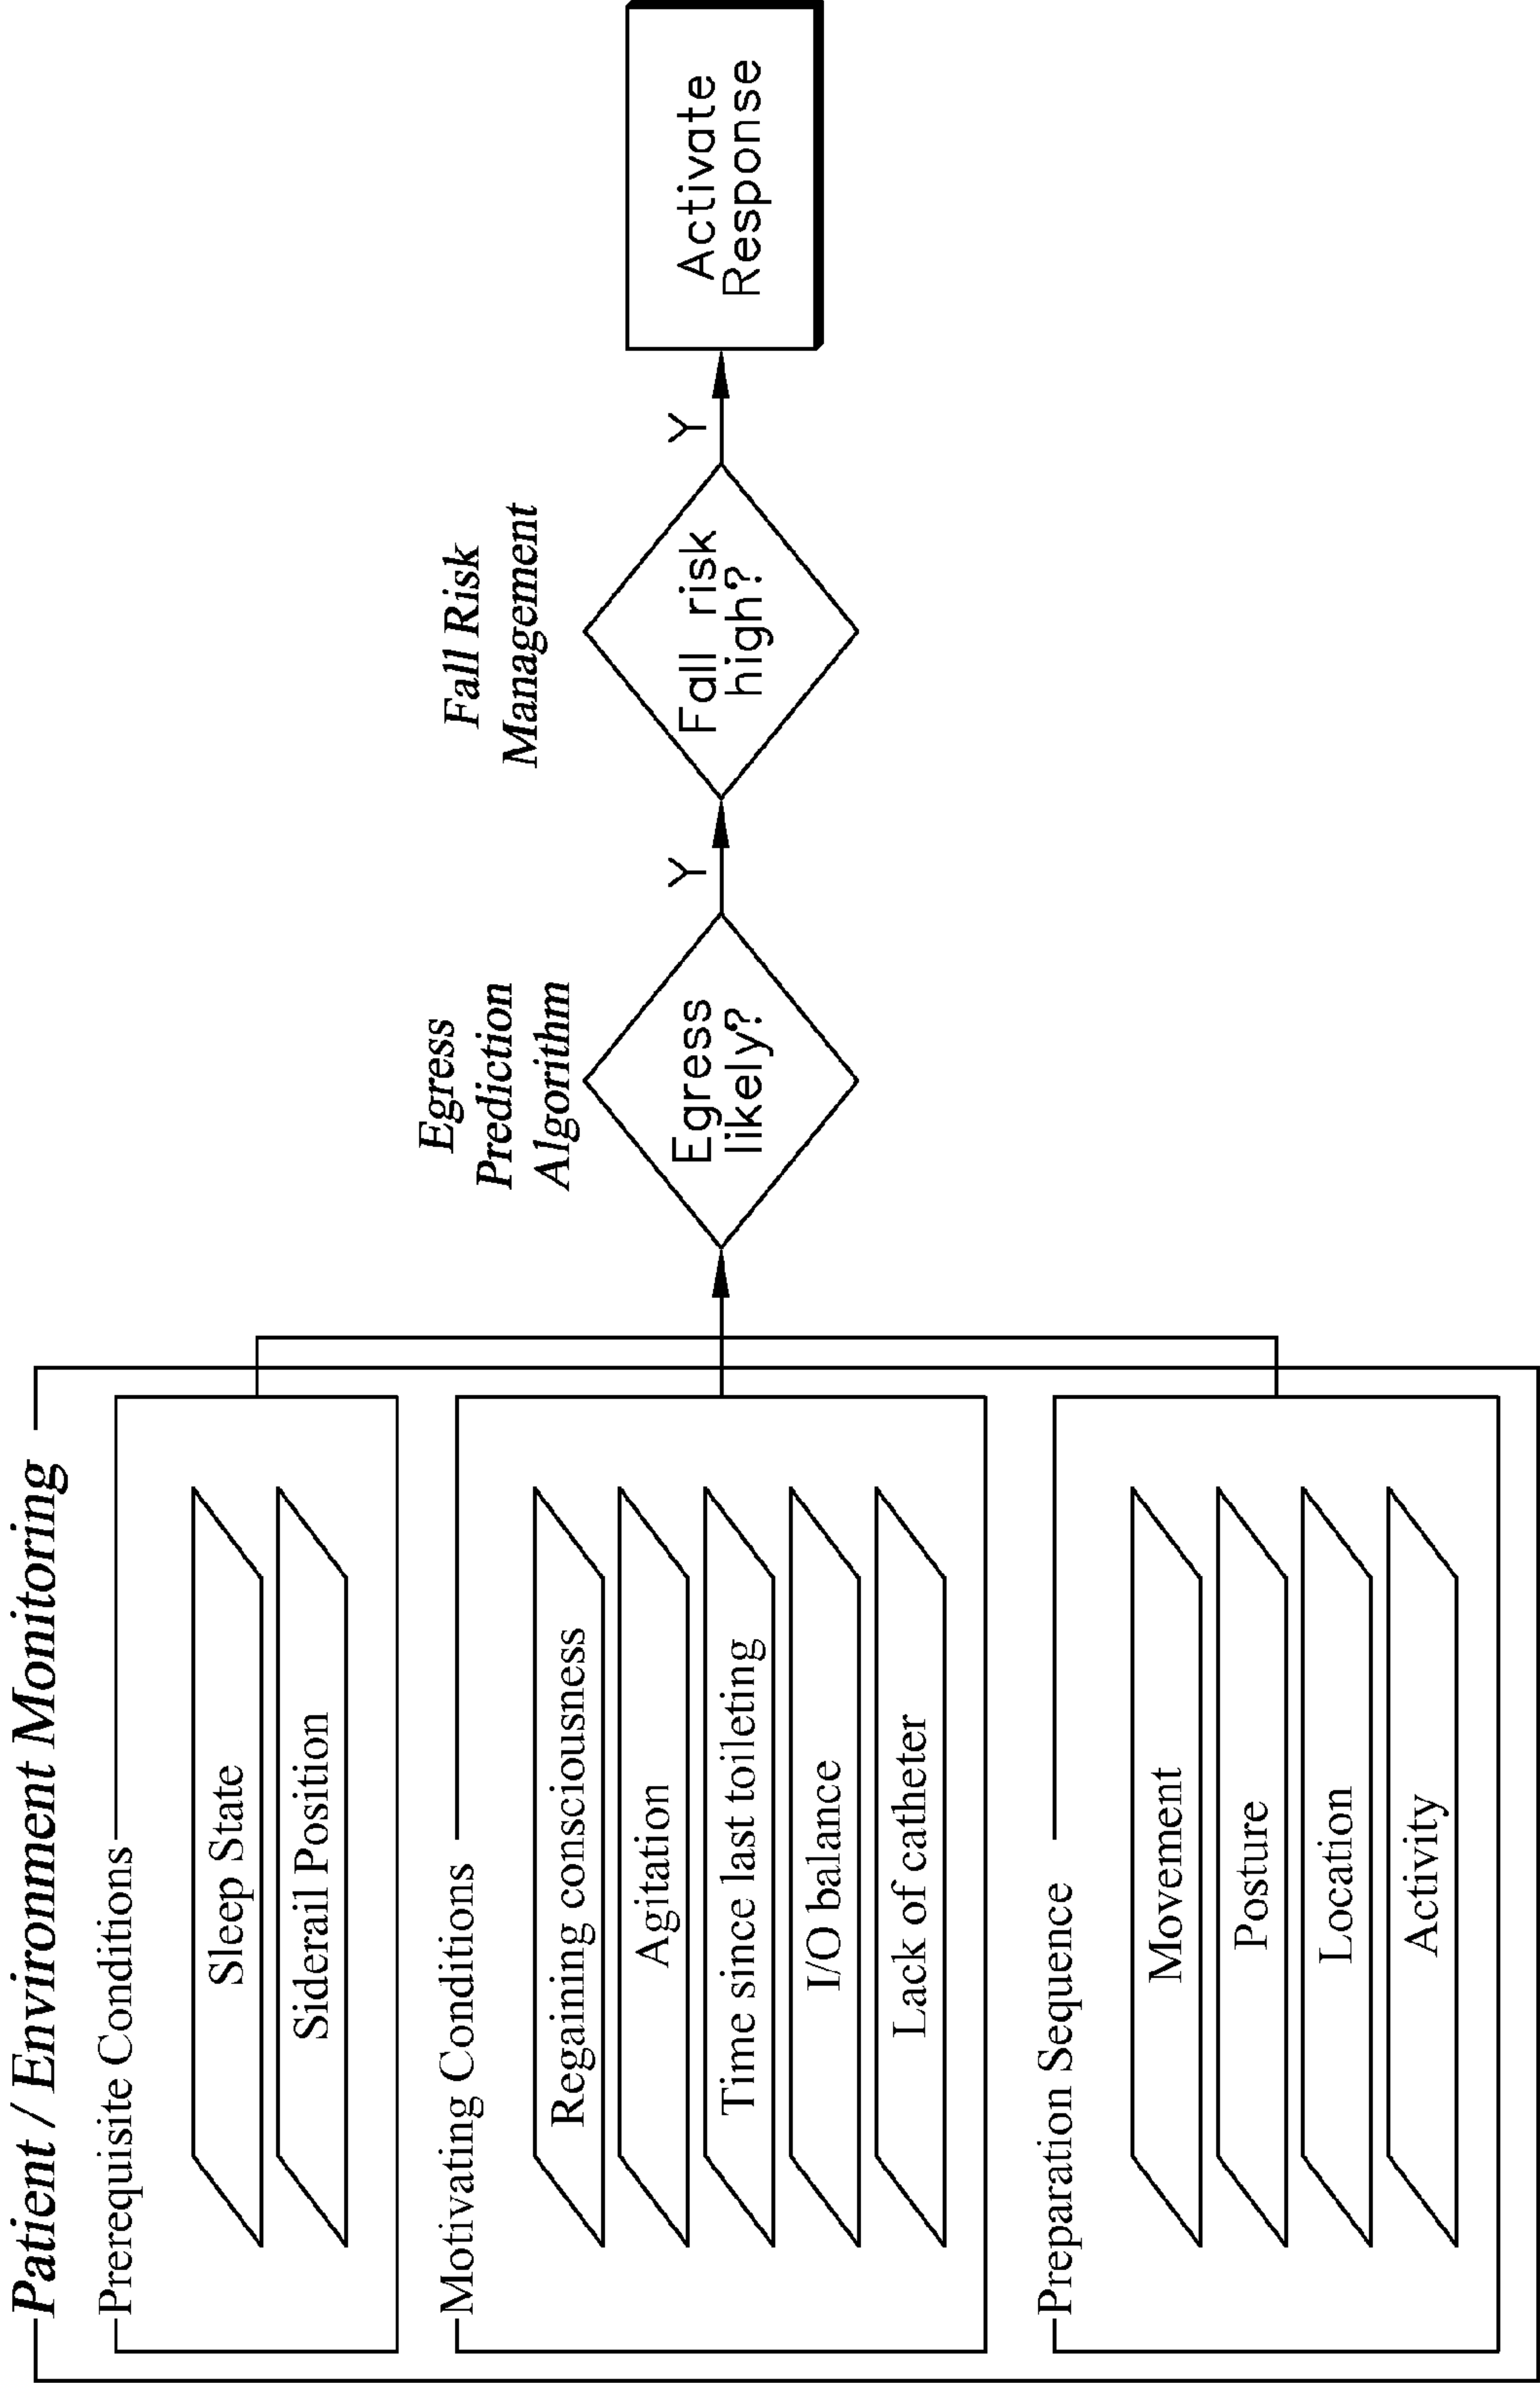 Patient / Environment Monitoring
Prerequisite Conditions
Sleep State
Siderail Position
Motivating Conditions
Regaining consciousness
Agitation
Time since last toileting
I/O balance
Lack of catheter
Preparation Sequence
Movement
Posture
Location
Activity
Egress
Prediction
Algorithm
Egress
likely?
Y
Fall Risk
Management
Fall risk
high?
Y
Activate
Response